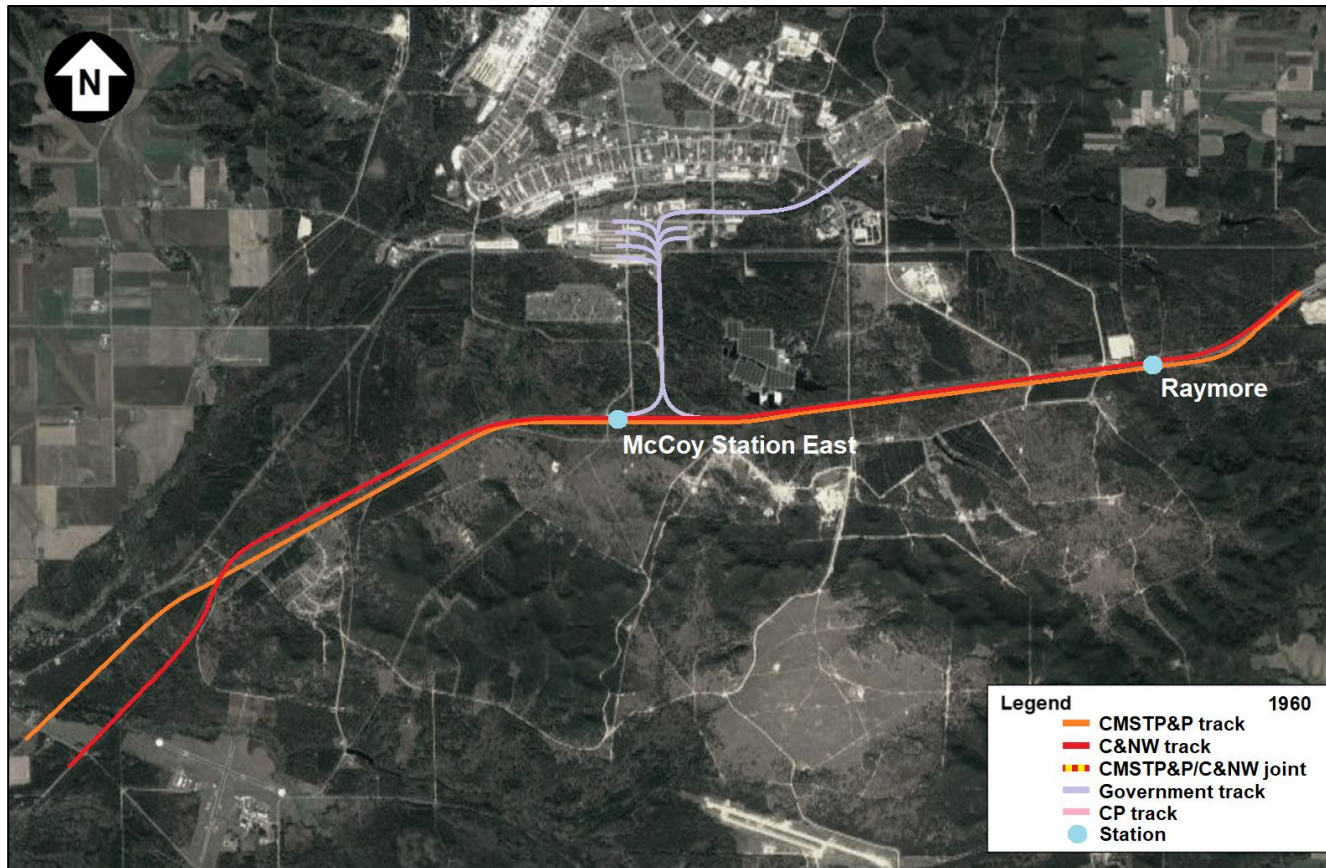 N
Raymore
McCoy Station East
Legend 1960
CMSTP&P track
C&NW track
CMSTP&P/C&NW joint
Government track
CP track
Station